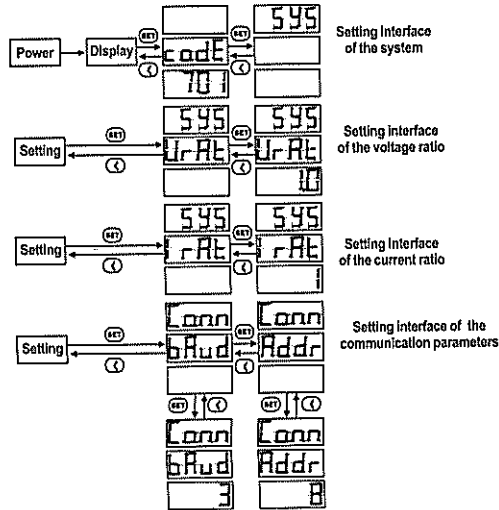 SYS
Setting Interface
of the system
Power
Display
SET
SET
codE
701
SYS
SYS
Setting interface
of the voltage ratio
Setting
SET
SET
UrAt
UrAt
10
SYS
SYS
Setting Interface
of the current ratio
Setting
SET
SET
IrAt
IrAt
1
Conn
Conn
Setting interface of the
communication parameters
Setting
SET
SET
bAud
Addr
SET
SET
Conn
Conn
bAud
Addr
3
8